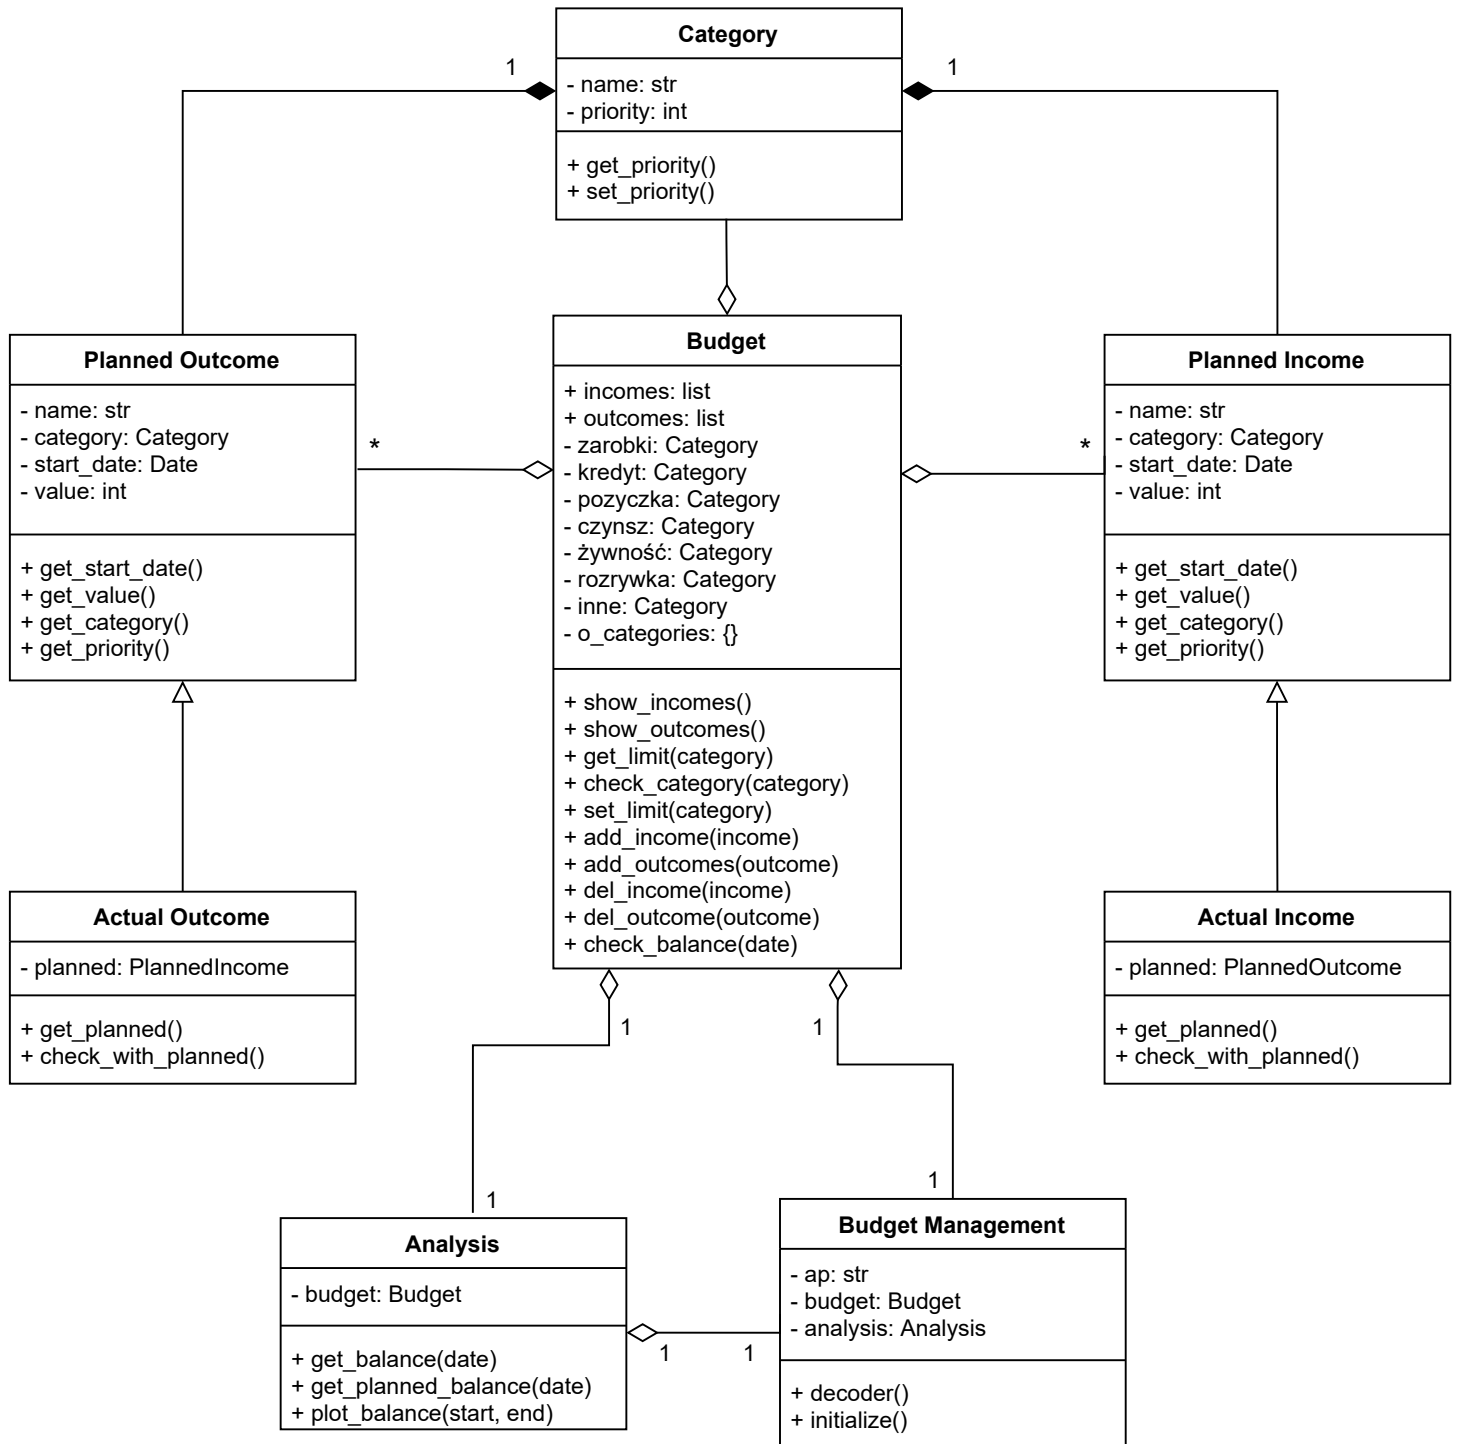 Category
1
1
- name: str
- priority: int
+ get_priority()
+ set_priority()
Planned Outcome
- name: str
- category: Category
- start_date: Date
- value: int
+ get_start_date()
+ get_value()
+ get_category()
+ get_priority()
*
Budget
+ incomes: list
+ outcomes: list
- zarobki: Category
- kredyt: Category
- pozyczka: Category
- czynsz: Category
- żywność: Category
- rozrywka: Category
- inne: Category
- o_categories: {}
+ show_incomes()
+ show_outcomes()
+ get_limit(category)
+ check_category(category)
+ set_limit(category)
+ add_income(income)
+ add_outcomes(outcome)
+ del_income(income)
+ del_outcome(outcome)
+ check_balance(date)
*
Planned Income
- name: str
- category: Category
- start_date: Date
- value: int
+ get_start_date()
+ get_value()
+ get_category()
+ get_priority()
Actual Outcome
- planned: PlannedIncome
+ get_planned()
+ check_with_planned()
Actual Income
- planned: PlannedOutcome
+ get_planned()
+ check_with_planned()
1
1
1
1
Analysis
- budget: Budget
+ get_balance(date)
+ get_planned_balance(date)
+ plot_balance(start, end)
1
1
Budget Management
- ap: str
- budget: Budget
- analysis: Analysis
+ decoder()
+ initialize()